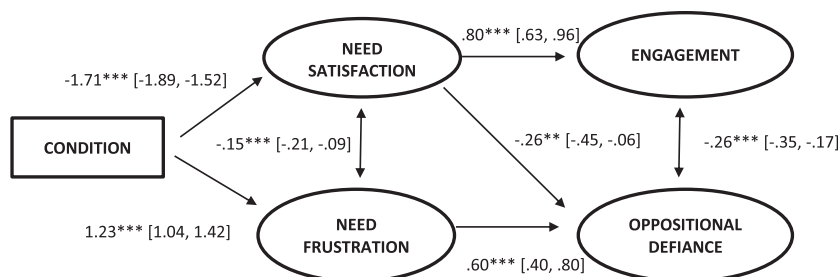 .80*** [.63, .96]
NEED
SATISFACTION
ENGAGEMENT
-1.71*** [-1.89, -1.52]
CONDITION
-.15*** [-.21, -.09]
-.26** [-.45, -.06]
-.26*** [-.35, -.17]
1.23*** [1.04, 1.42]
NEED
FRUSTRATION
OPPOSITIONAL
DEFIANCE
.60*** [.40, .80]